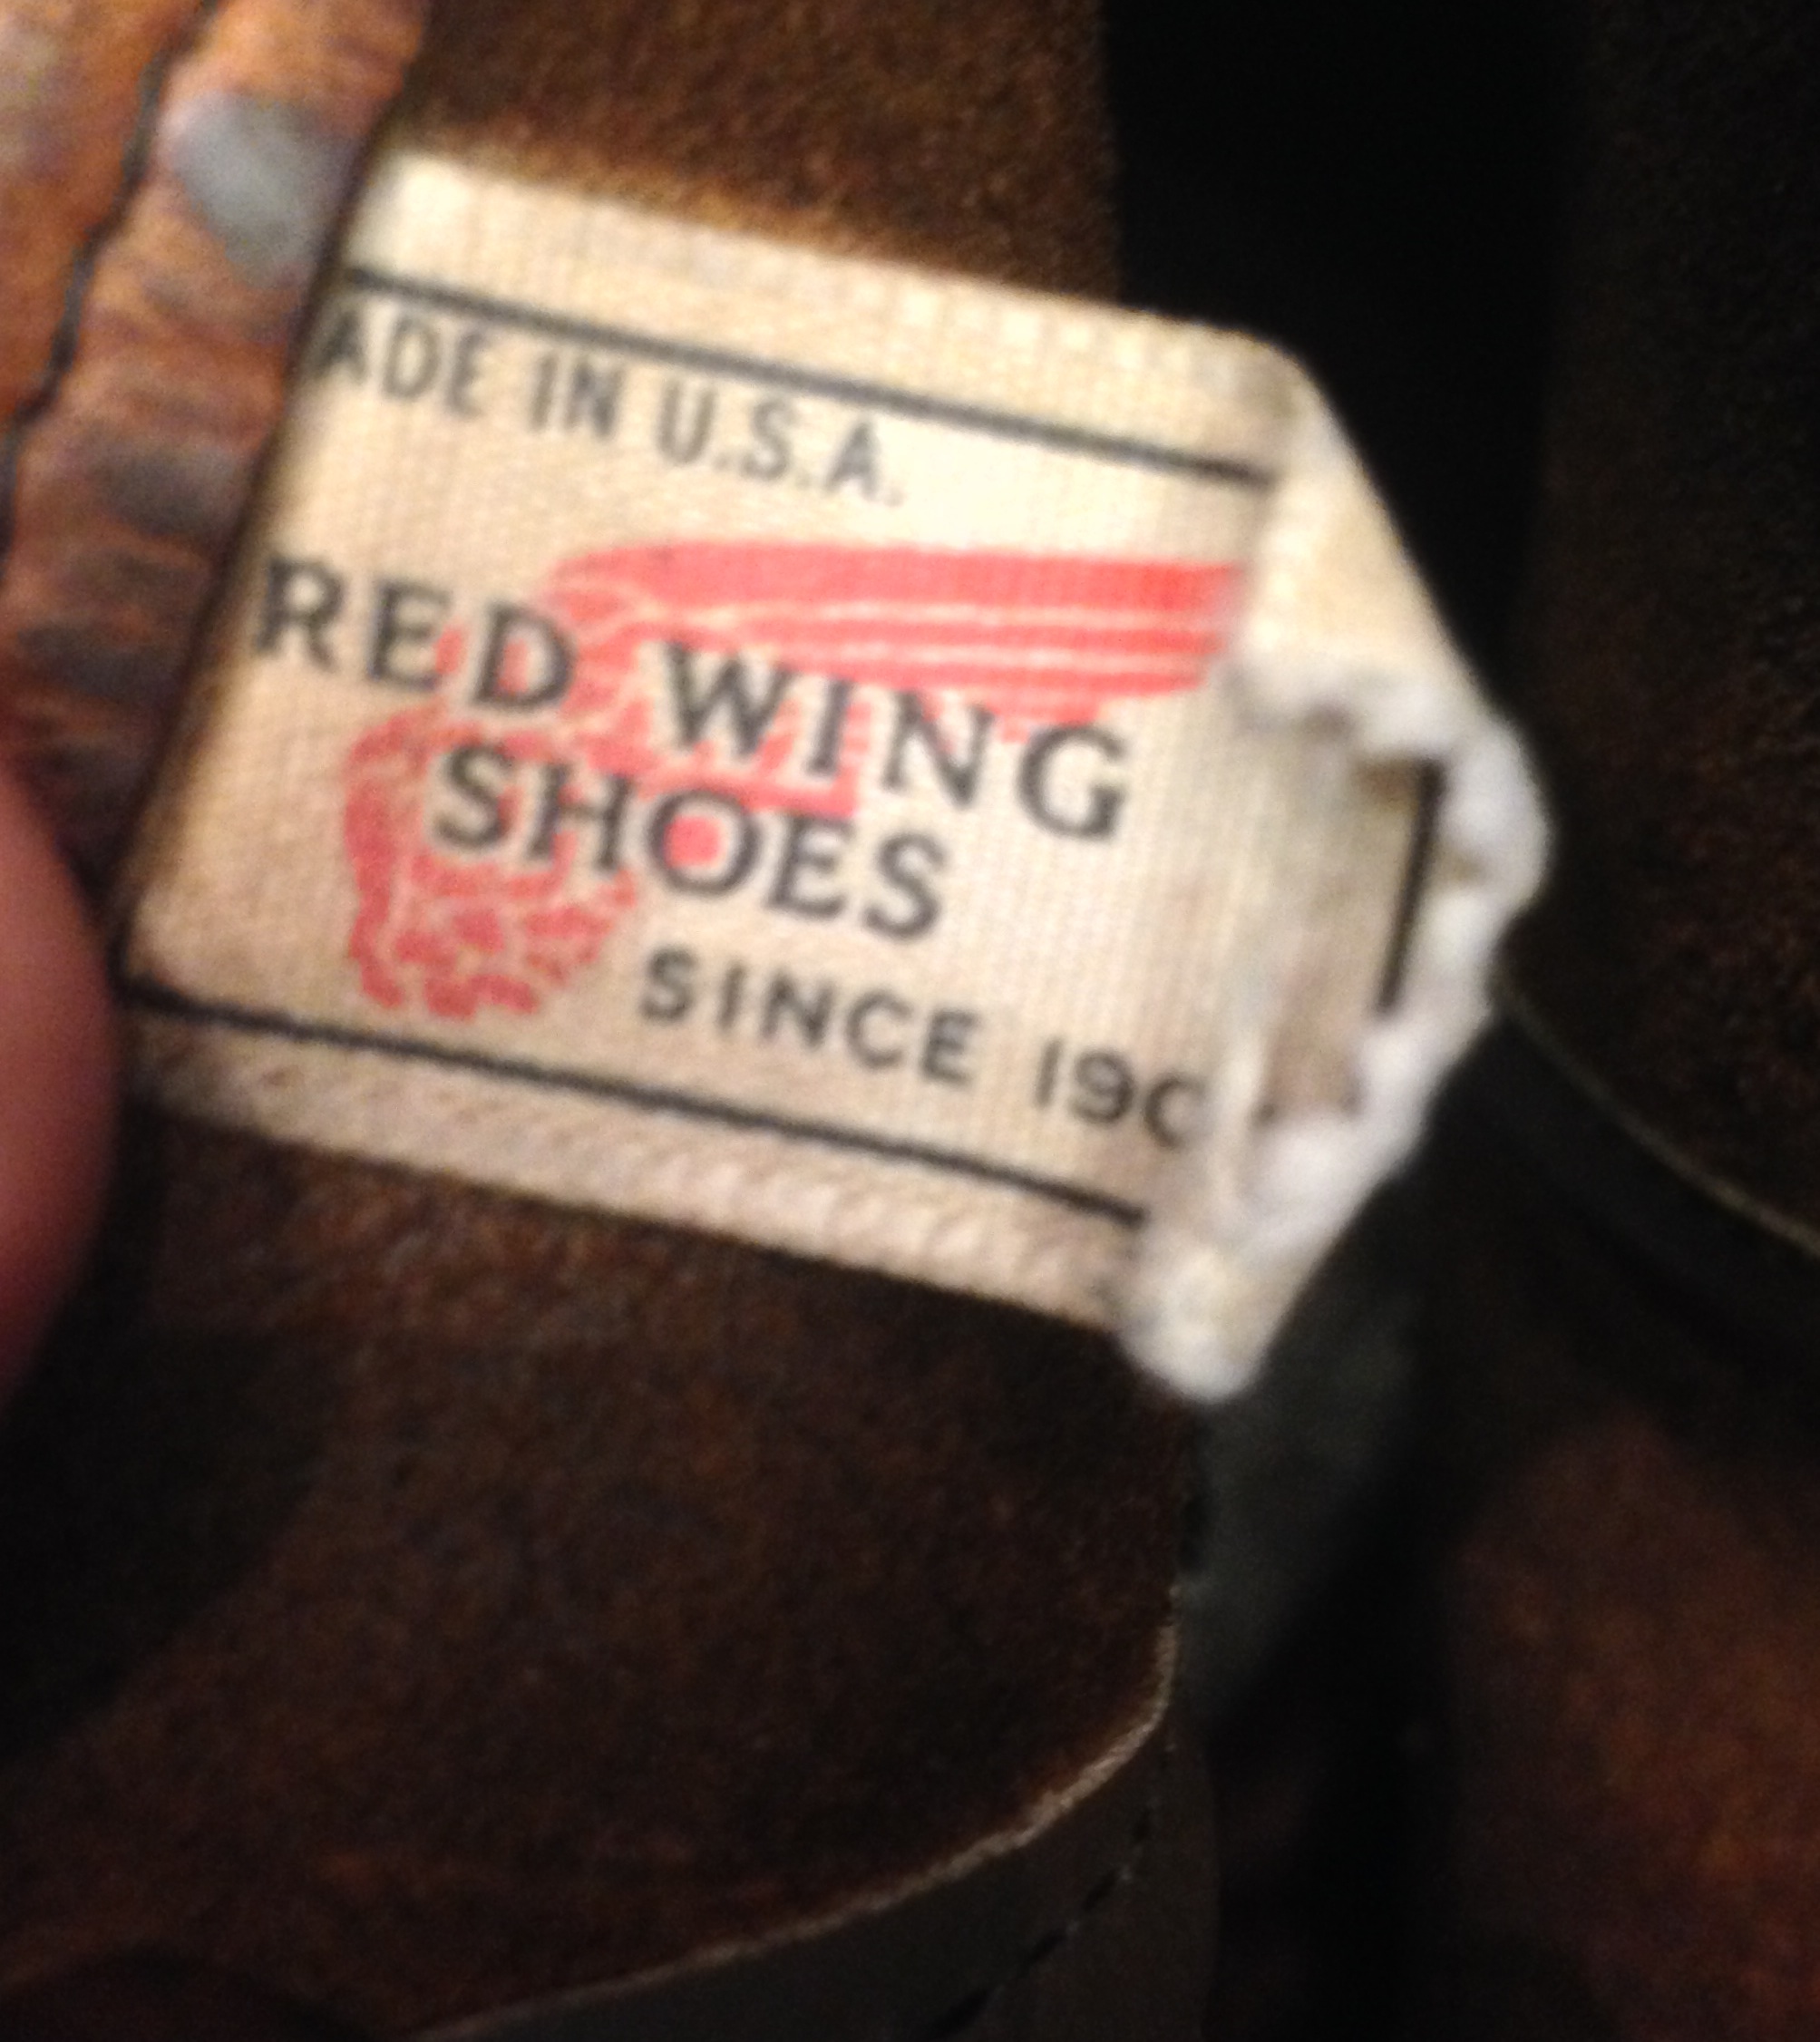 ADE IN U.S.A.
RED WING
SHOES
SINCE 190